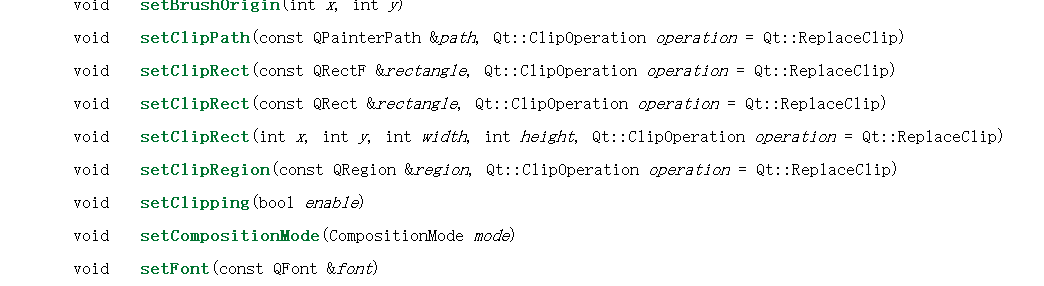 void setBrushOrigin(int x, int y)
void setClipPath(const QPainterPath &path, Qt::ClipOperation operation = Qt::ReplaceClip)
void setClipRect(const QRectF &rectangle, Qt::ClipOperation operation = Qt::ReplaceClip)
void setClipRect(const QRect &rectangle, Qt::ClipOperation operation = Qt::ReplaceClip)
void setClipRect(int x, int y, int width, int height, Qt::ClipOperation operation = Qt::ReplaceClip)
void setClipRegion(const QRegion &region, Qt::ClipOperation operation = Qt::ReplaceClip)
void setClipping(bool enable)
void setCompositionMode(CompositionMode mode)
void setFont(const QFont &font)